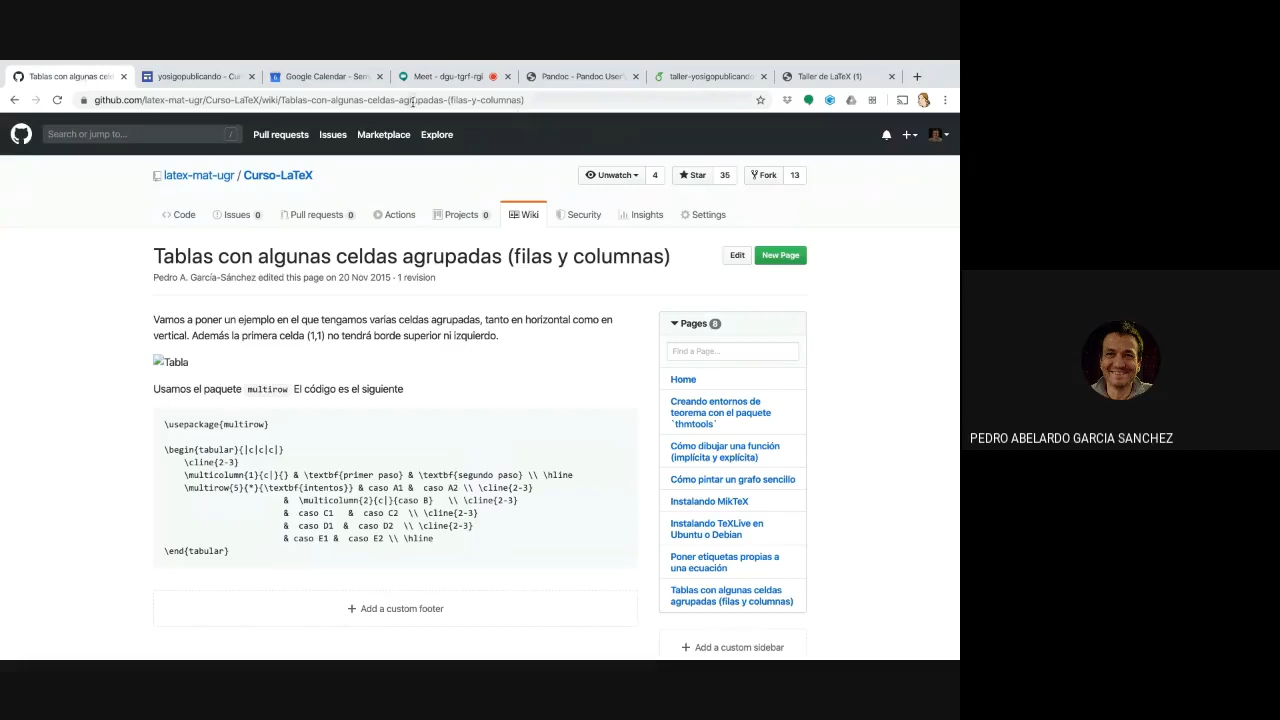 Tablas con algunas celd
yosigopublicando - Cur
Google Calendar - Sem
Meet - dgu-tgrf-rgi
Pandoc - Pandoc User'
taller-yosigopublicando
Taller de LaTeX (1)
github.com/latex-mat-ugr/Curso-LaTeX/wiki/Tablas-con-algunas-celdas-agrupadas-(filas-y-columnas)
Search or jump to...
/
Pull requests
Issues
Marketplace
Explore
latex-mat-ugr / Curso-LaTeX
Unwatch 4
Star 35
Fork 13
Code
Issues 0
Pull requests 0
Actions
Projects 0
Wiki
Security
Insights
Settings
Tablas con algunas celdas agrupadas (filas y columnas)
Edit
New Page
Pedro A. García-Sánchez edited this page on 20 Nov 2015 · 1 revision
Vamos a poner un ejemplo en el que tengamos varias celdas agrupadas, tanto en horizontal como en
vertical. Además la primera celda (1,1) no tendrá borde superior ni izquierdo.
Tabla
Usamos el paquete multirow El código es el siguiente
\usepackage{multirow}
\begin{tabular}{|c|c|c|}
\cline{2-3}
\multicolumn{1}{c|}{} & \textbf{primer paso} & \textbf{segundo paso} \\ \hline
\multirow{5}{*}{\textbf{intentos}} & caso A1 & caso A2 \\ \cline{2-3}
& \multicolumn{2}{c|}{caso B} \\ \cline{2-3}
& caso C1 & caso C2 \\ \cline{2-3}
& caso D1 & caso D2 \\ \cline{2-3}
& caso E1 & caso E2 \\ \hline
\end{tabular}
+ Add a custom footer
Pages 8
Find a Page...
Home
Creando entornos de
teorema con el paquete
`thmtools`
Cómo dibujar una función
(implícita y explícita)
Cómo pintar un grafo sencillo
Instalando MikTeX
Instalando TeXLive en
Ubuntu o Debian
Poner etiquetas propias a
una ecuación
Tablas con algunas celdas
agrupadas (filas y columnas)
+ Add a custom sidebar
PEDRO ABELARDO GARCIA SANCHEZ